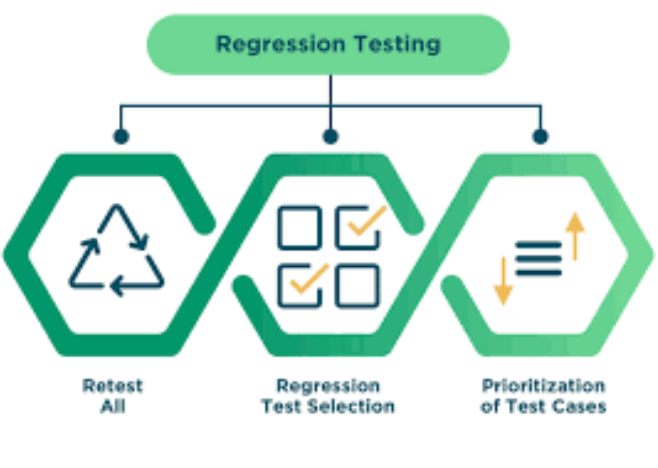 Regression Testing
Retest
All
Regression
Test Selection
Prioritization
of Test Cases